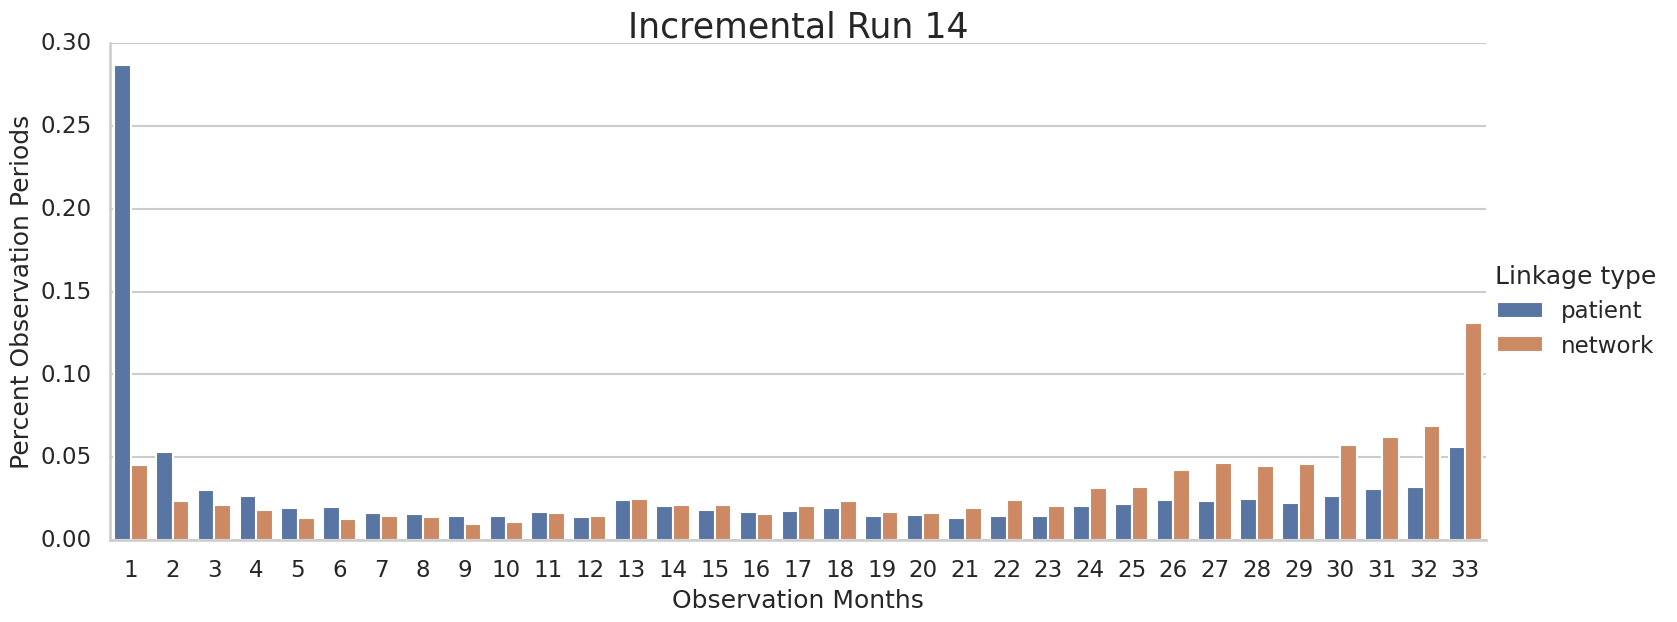 Incremental Run 14
Percent Observation Periods
0.30
0.25
0.20
0.15
0.10
0.05
0.00
1 2 3 4 5 6 7 8 9 10 11 12 13 14 15 16 17 18 19 20 21 22 23 24 25 26 27 28 29 30 31 32 33
Observation Months
Linkage type
patient
network